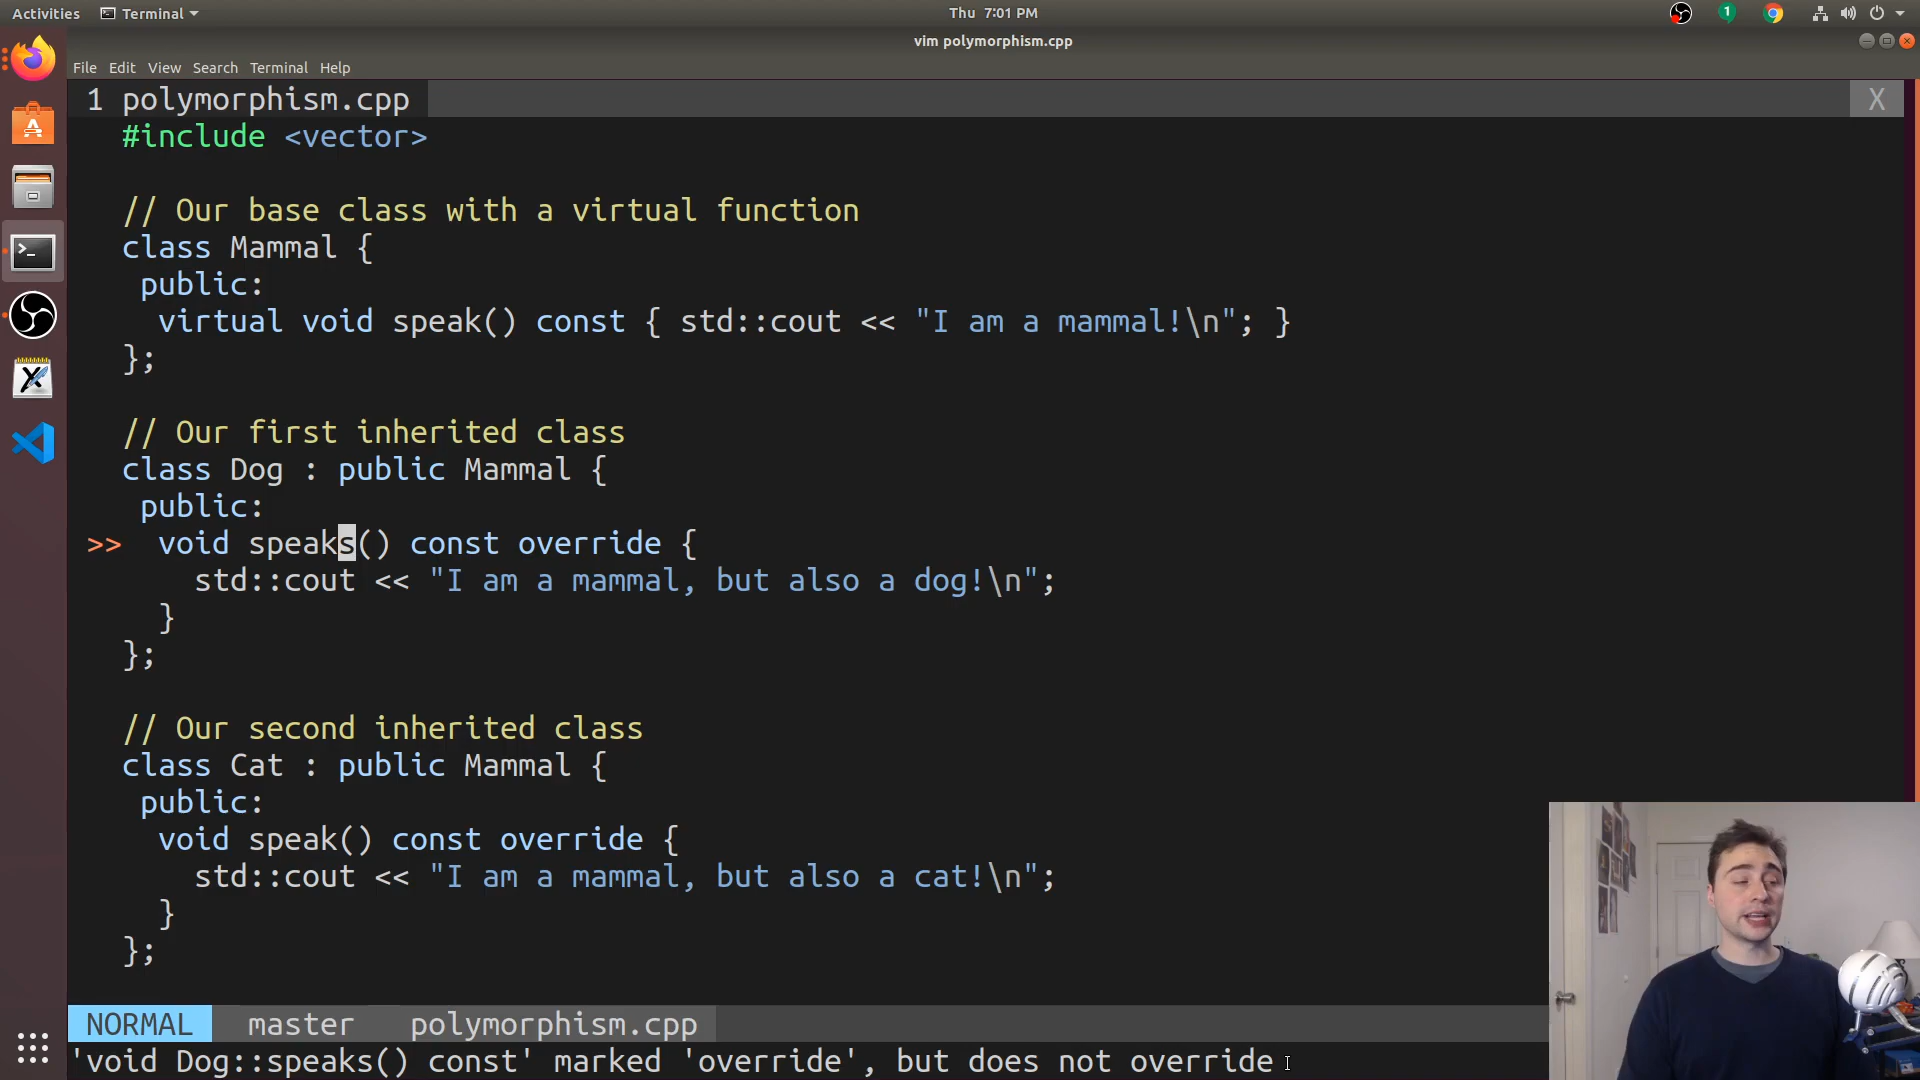 Activities Terminal Thu 7:01 PM 1
vim polymorphism.cpp
File Edit View Search Terminal Help
1 polymorphism.cpp X
#include <vector>
// Our base class with a virtual function
class Mammal {
public:
virtual void speak() const { std::cout << "I am a mammal!\n"; }
};
// Our first inherited class
class Dog : public Mammal {
public:
>> void speaks() const override {
std::cout << "I am a mammal, but also a dog!\n";
}
};
// Our second inherited class
class Cat : public Mammal {
public:
void speak() const override {
std::cout << "I am a mammal, but also a cat!\n";
}
};
NORMAL master polymorphism.cpp
'void Dog::speaks() const' marked 'override', but does not override